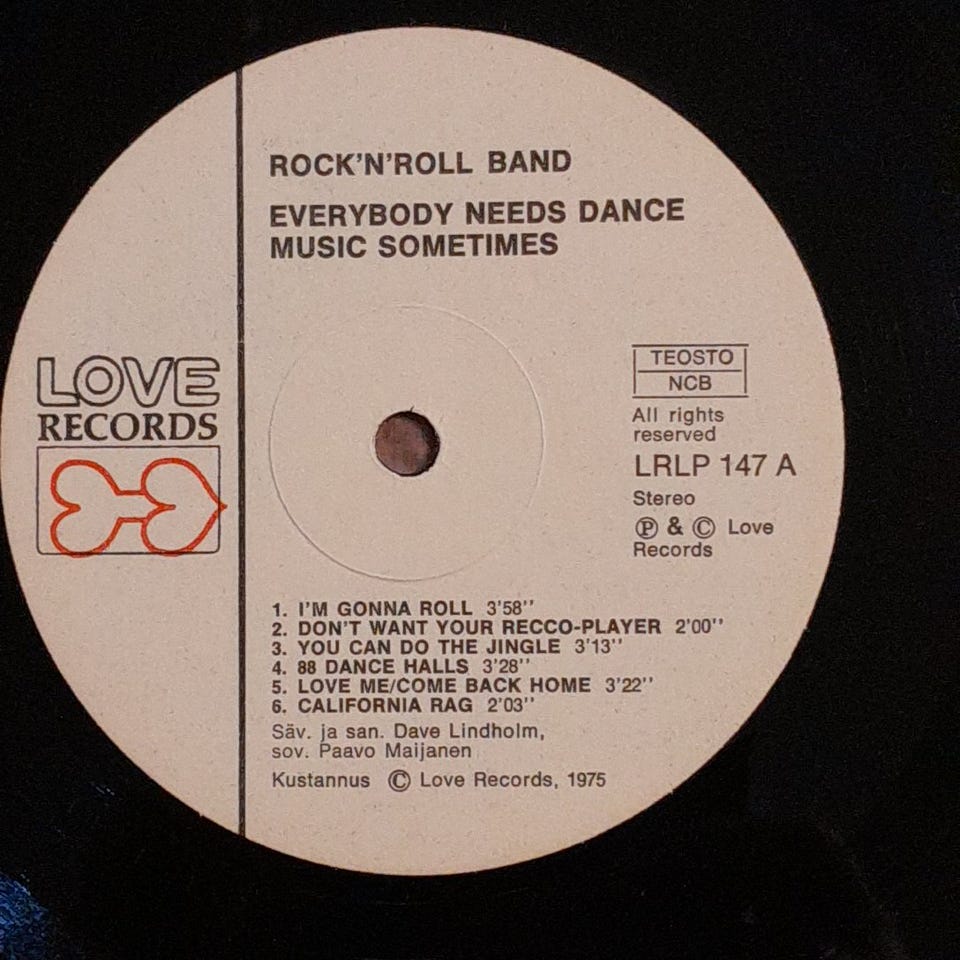 ROCK'N'ROLL BAND
EVERYBODY NEEDS DANCE
MUSIC SOMETIMES
LOVE
RECORDS
TEOSTO
NCB
All rights
reserved
LRLP 147 A
Stereo
Ⓟ & © Love
Records
1. I'M GONNA ROLL 3'58''
2. DON'T WANT YOUR RECCO-PLAYER 2'00''
3. YOU CAN DO THE JINGLE 3'13''
4. 88 DANCE HALLS 3'28''
5. LOVE ME/COME BACK HOME 3'22''
6. CALIFORNIA RAG 2'03''
Säv. ja san. Dave Lindholm,
sov. Paavo Maijanen
Kustannus © Love Records, 1975